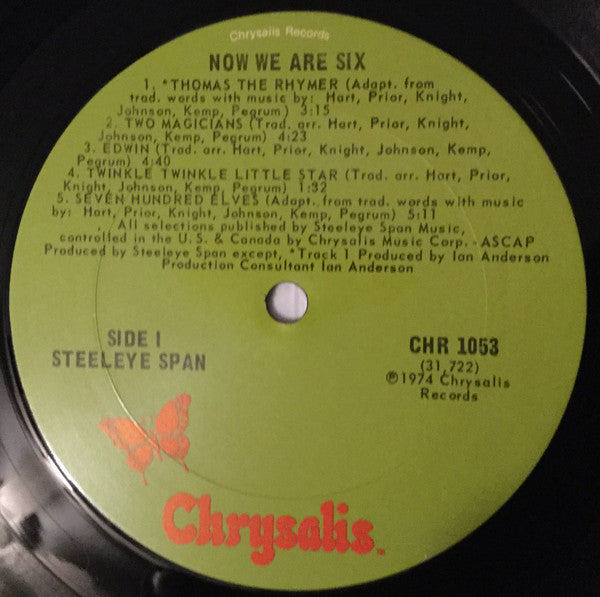 Chrysalis Records
NOW WE ARE SIX
1. *THOMAS THE RHYMER (Adapt. from
trad. words with music by: Hart, Prior, Knight,
Johnson, Kemp, Pegrum) 3:15
2. TWO MAGICIANS (Trad. arr. Hart, Prior, Knight,
Johnson, Kemp, Pegrum) 4:23
3. EDWIN (Trad. arr. Hart, Prior, Knight, Johnson, Kemp,
Pegrum) 4:40
4. TWINKLE TWINKLE LITTLE STAR (Trad. arr. Hart, Prior,
Knight, Johnson, Kemp, Pegrum) 1:32
5. SEVEN HUNDRED ELVES (Adapt. from trad. words with music
by: Hart, Prior, Knight, Johnson, Kemp, Pegrum) 5:11
All selections published by Steeleye Span Music,
controlled in the U.S. & Canada by Chrysalis Music Corp. - ASCAP
Produced by Steeleye Span except, *Track 1 Produced by Ian Anderson
Production Consultant Ian Anderson
SIDE I
STEELEYE SPAN
CHR 1053
(31,722)
℗1974 Chrysalis
Records
Chrysalis™